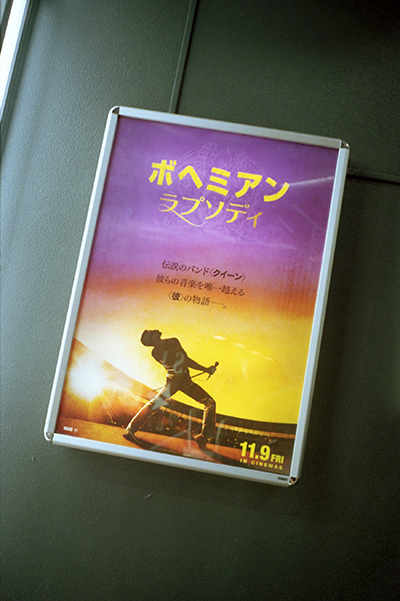 ボヘミアン
ラプソディ
伝説のバンド〈クイーン〉
彼らの音楽を唯一超える
〈彼〉の物語──。
11.9 FRI
IN CINEMAS